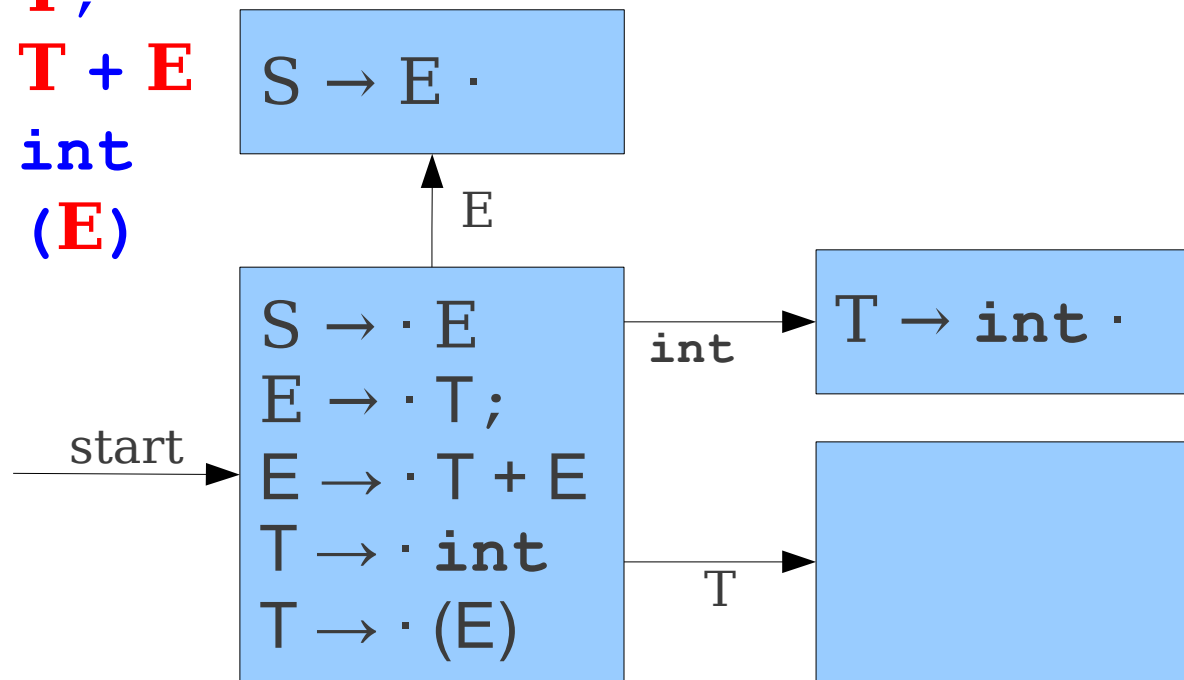 T;
T + E
int
(E)
S → E ·
E
S → · E
E → · T;
E → · T + E
T → · int
T → · (E)
start
int
T → int ·
T